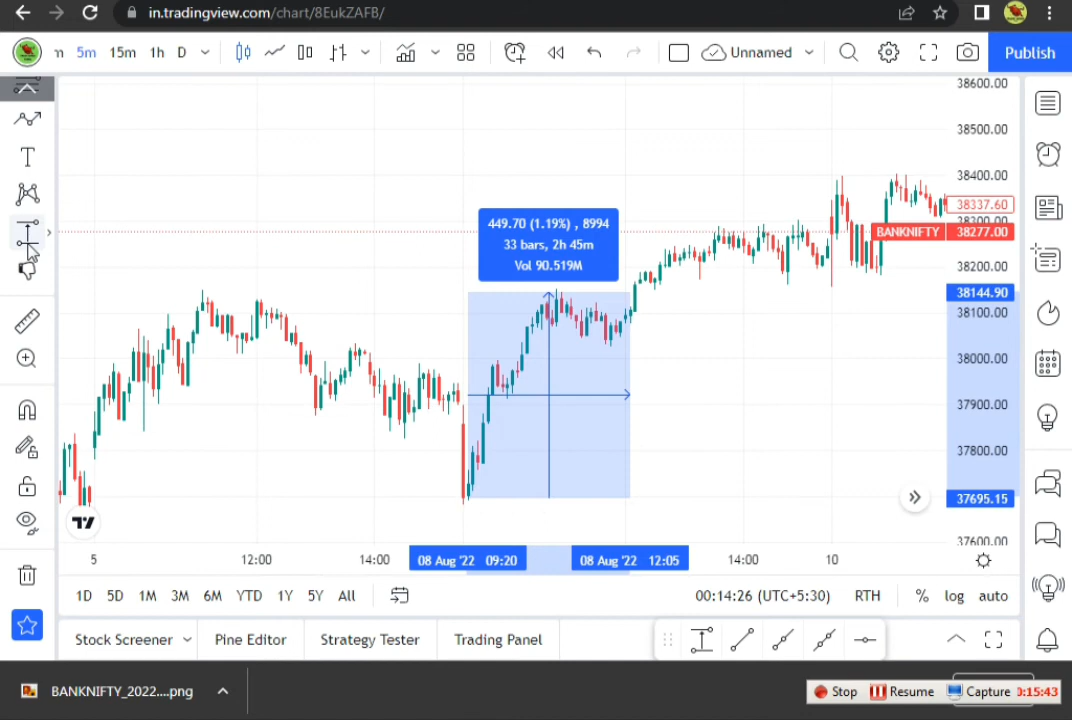 in.tradingview.com/chart/8EukZAFB/
m 5m 15m 1h D
Unnamed
Publish
38600.00
38500.00
38400.00
38337.60
38300.00
BANKNIFTY 38277.00
38200.00
38144.90
38100.00
38000.00
37900.00
37800.00
37695.15
37600.00
449.70 (1.19%) , 8994
33 bars, 2h 45m
Vol 90.519M
T
5 12:00 14:00 08 Aug '22 09:20 08 Aug '22 12:05 14:00 10
1D 5D 1M 3M 6M YTD 1Y 5Y All 00:14:26 (UTC+5:30) RTH % log auto
Stock Screener Pine Editor Strategy Tester Trading Panel
BANKNIFTY_2022....png
Stop Resume Capture 0:15:43